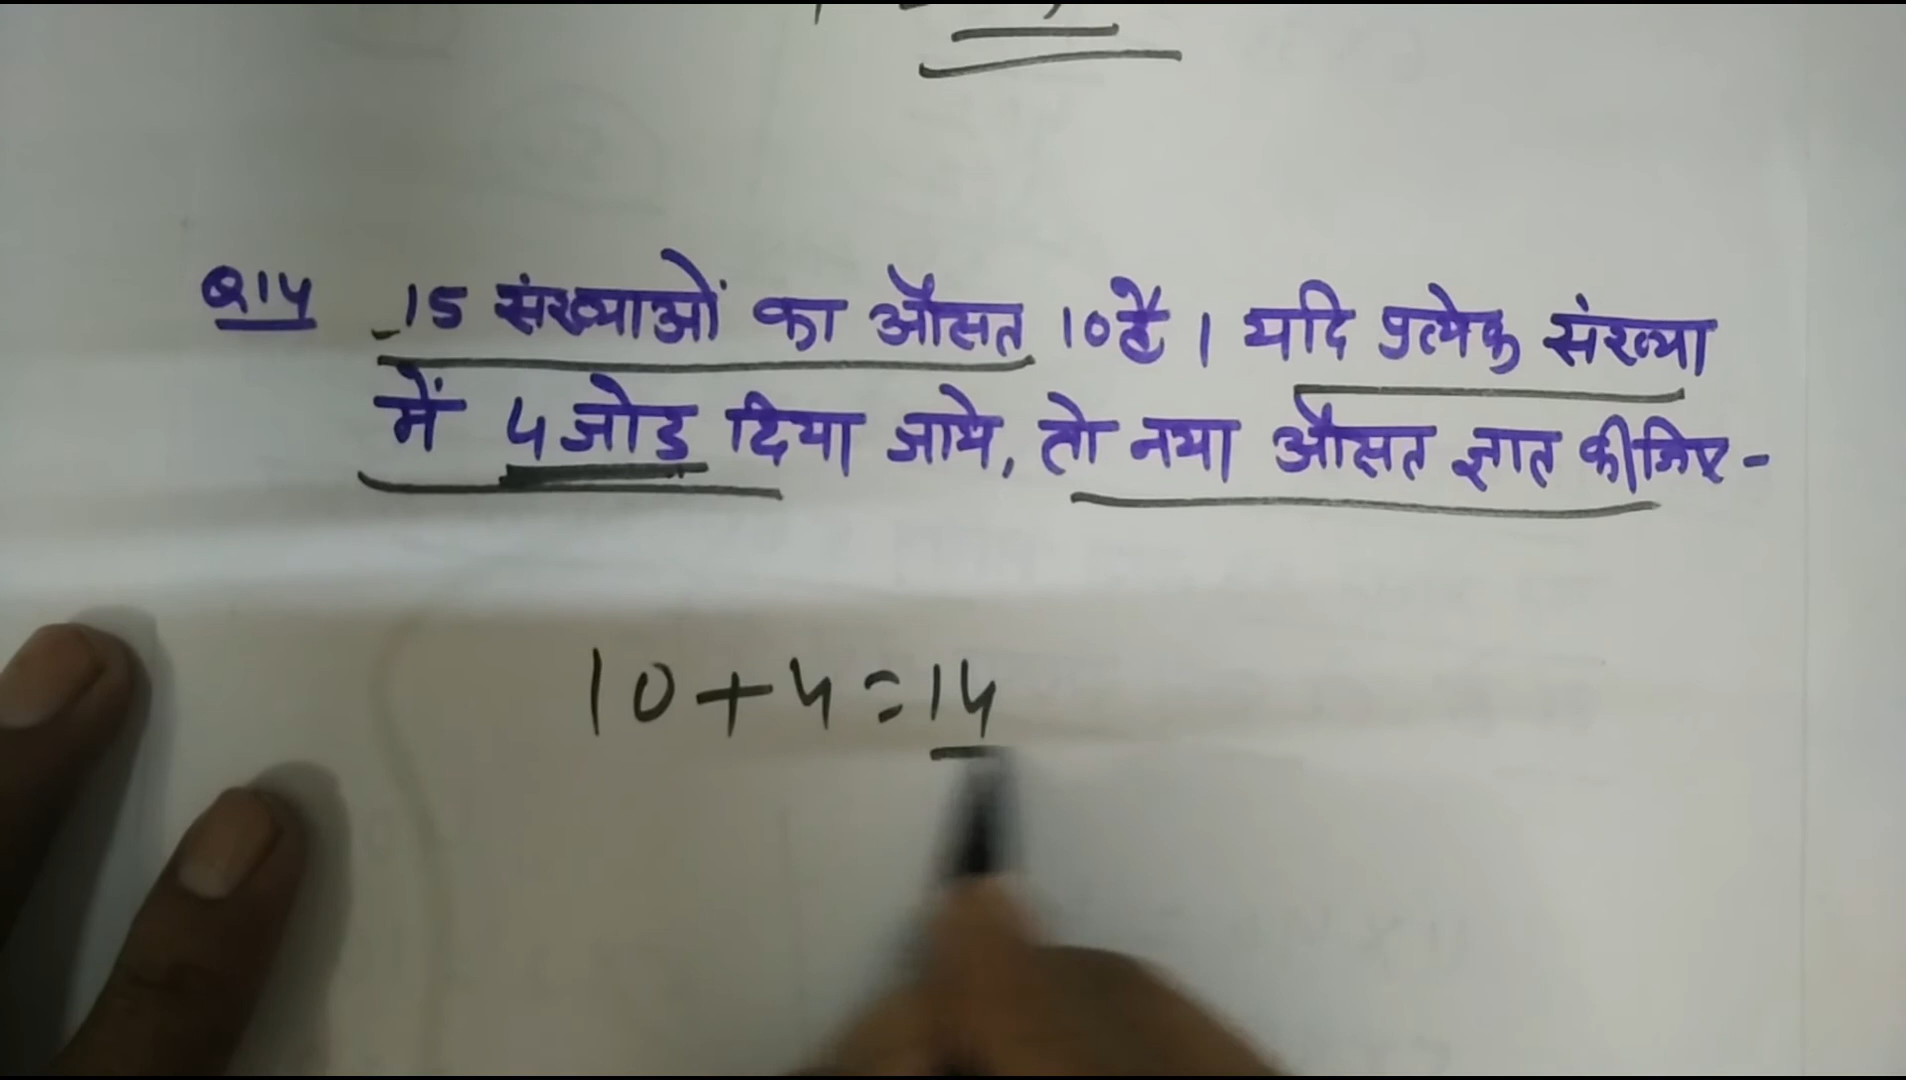 Q14 15 संख्याओं का औसत 10 है । यदि प्रत्येक संख्या
में 4 जोड दिया जाये, तो नया औसत ज्ञात कीजिए -
10+4=14